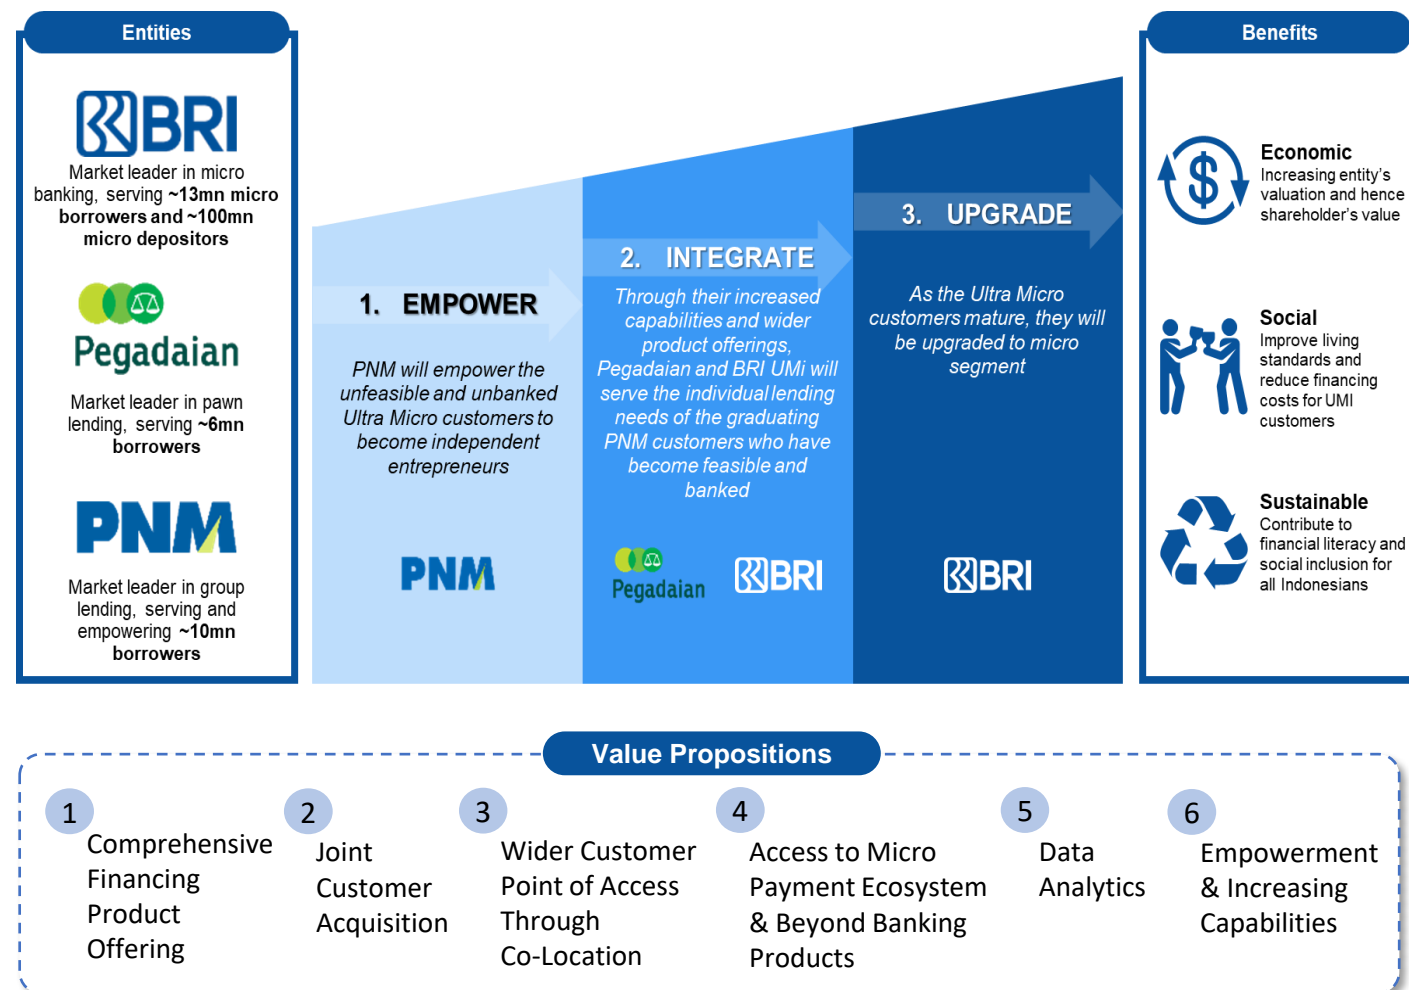 Entities
BRI
Market leader in micro
banking, serving ~13mn micro
borrowers and ~100mn
micro depositors
Pegadaian
Market leader in pawn
lending, serving ~6mn
borrowers
PNM
Market leader in group
lending, serving and
empowering ~10mn
borrowers
1. EMPOWER
PNM will empower the
unfeasible and unbanked
Ultra Micro customers to
become independent
entrepreneurs
PNM
2. INTEGRATE
Through their increased
capabilities and wider
product offerings,
Pegadaian and BRI UMi will
serve the individual lending
needs of the graduating
PNM customers who have
become feasible and
banked
Pegadaian
BRI
3. UPGRADE
As the Ultra Micro
customers mature, they will
be upgraded to micro
segment
BRI
Benefits
$
Economic
Increasing entity's
valuation and hence
shareholder's value
Social
Improve living
standards and
reduce financing
costs for UMI
customers
Sustainable
Contribute to
financial literacy and
social inclusion for
all Indonesians
Value Propositions
1
Comprehensive
Financing
Product
Offering
2
Joint
Customer
Acquisition
3
Wider Customer
Point of Access
Through
Co-Location
4
Access to Micro
Payment Ecosystem
& Beyond Banking
Products
5
Data
Analytics
6
Empowerment
& Increasing
Capabilities